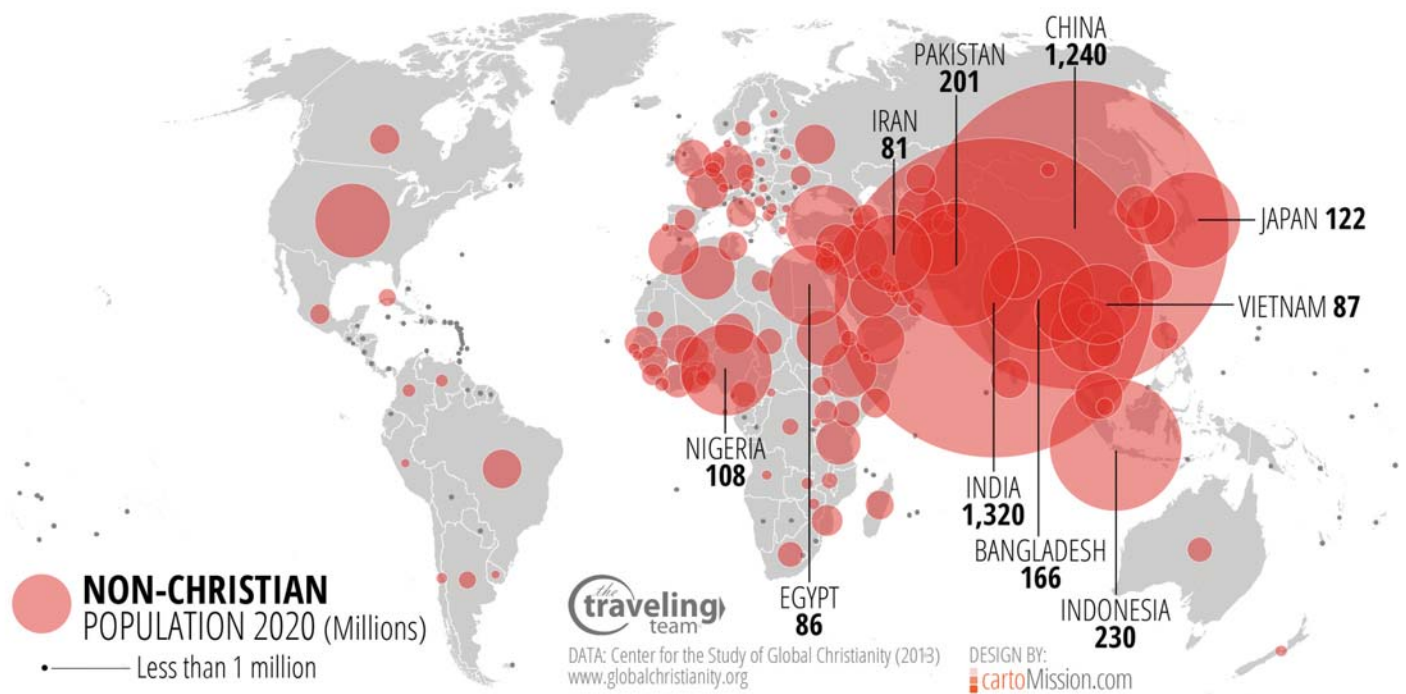 CHINA
1,240
PAKISTAN
201
IRAN
81
JAPAN 122
VIETNAM 87
NIGERIA
108
INDIA
1,320
BANGLADESH
166
EGYPT
86
INDONESIA
230
NON-CHRISTIAN
POPULATION 2020 (Millions)
Less than 1 million
the
traveling
team
DATA: Center for the Study of Global Christianity (2013)
www.globalchristianity.org
DESIGN BY:
cartoMission.com